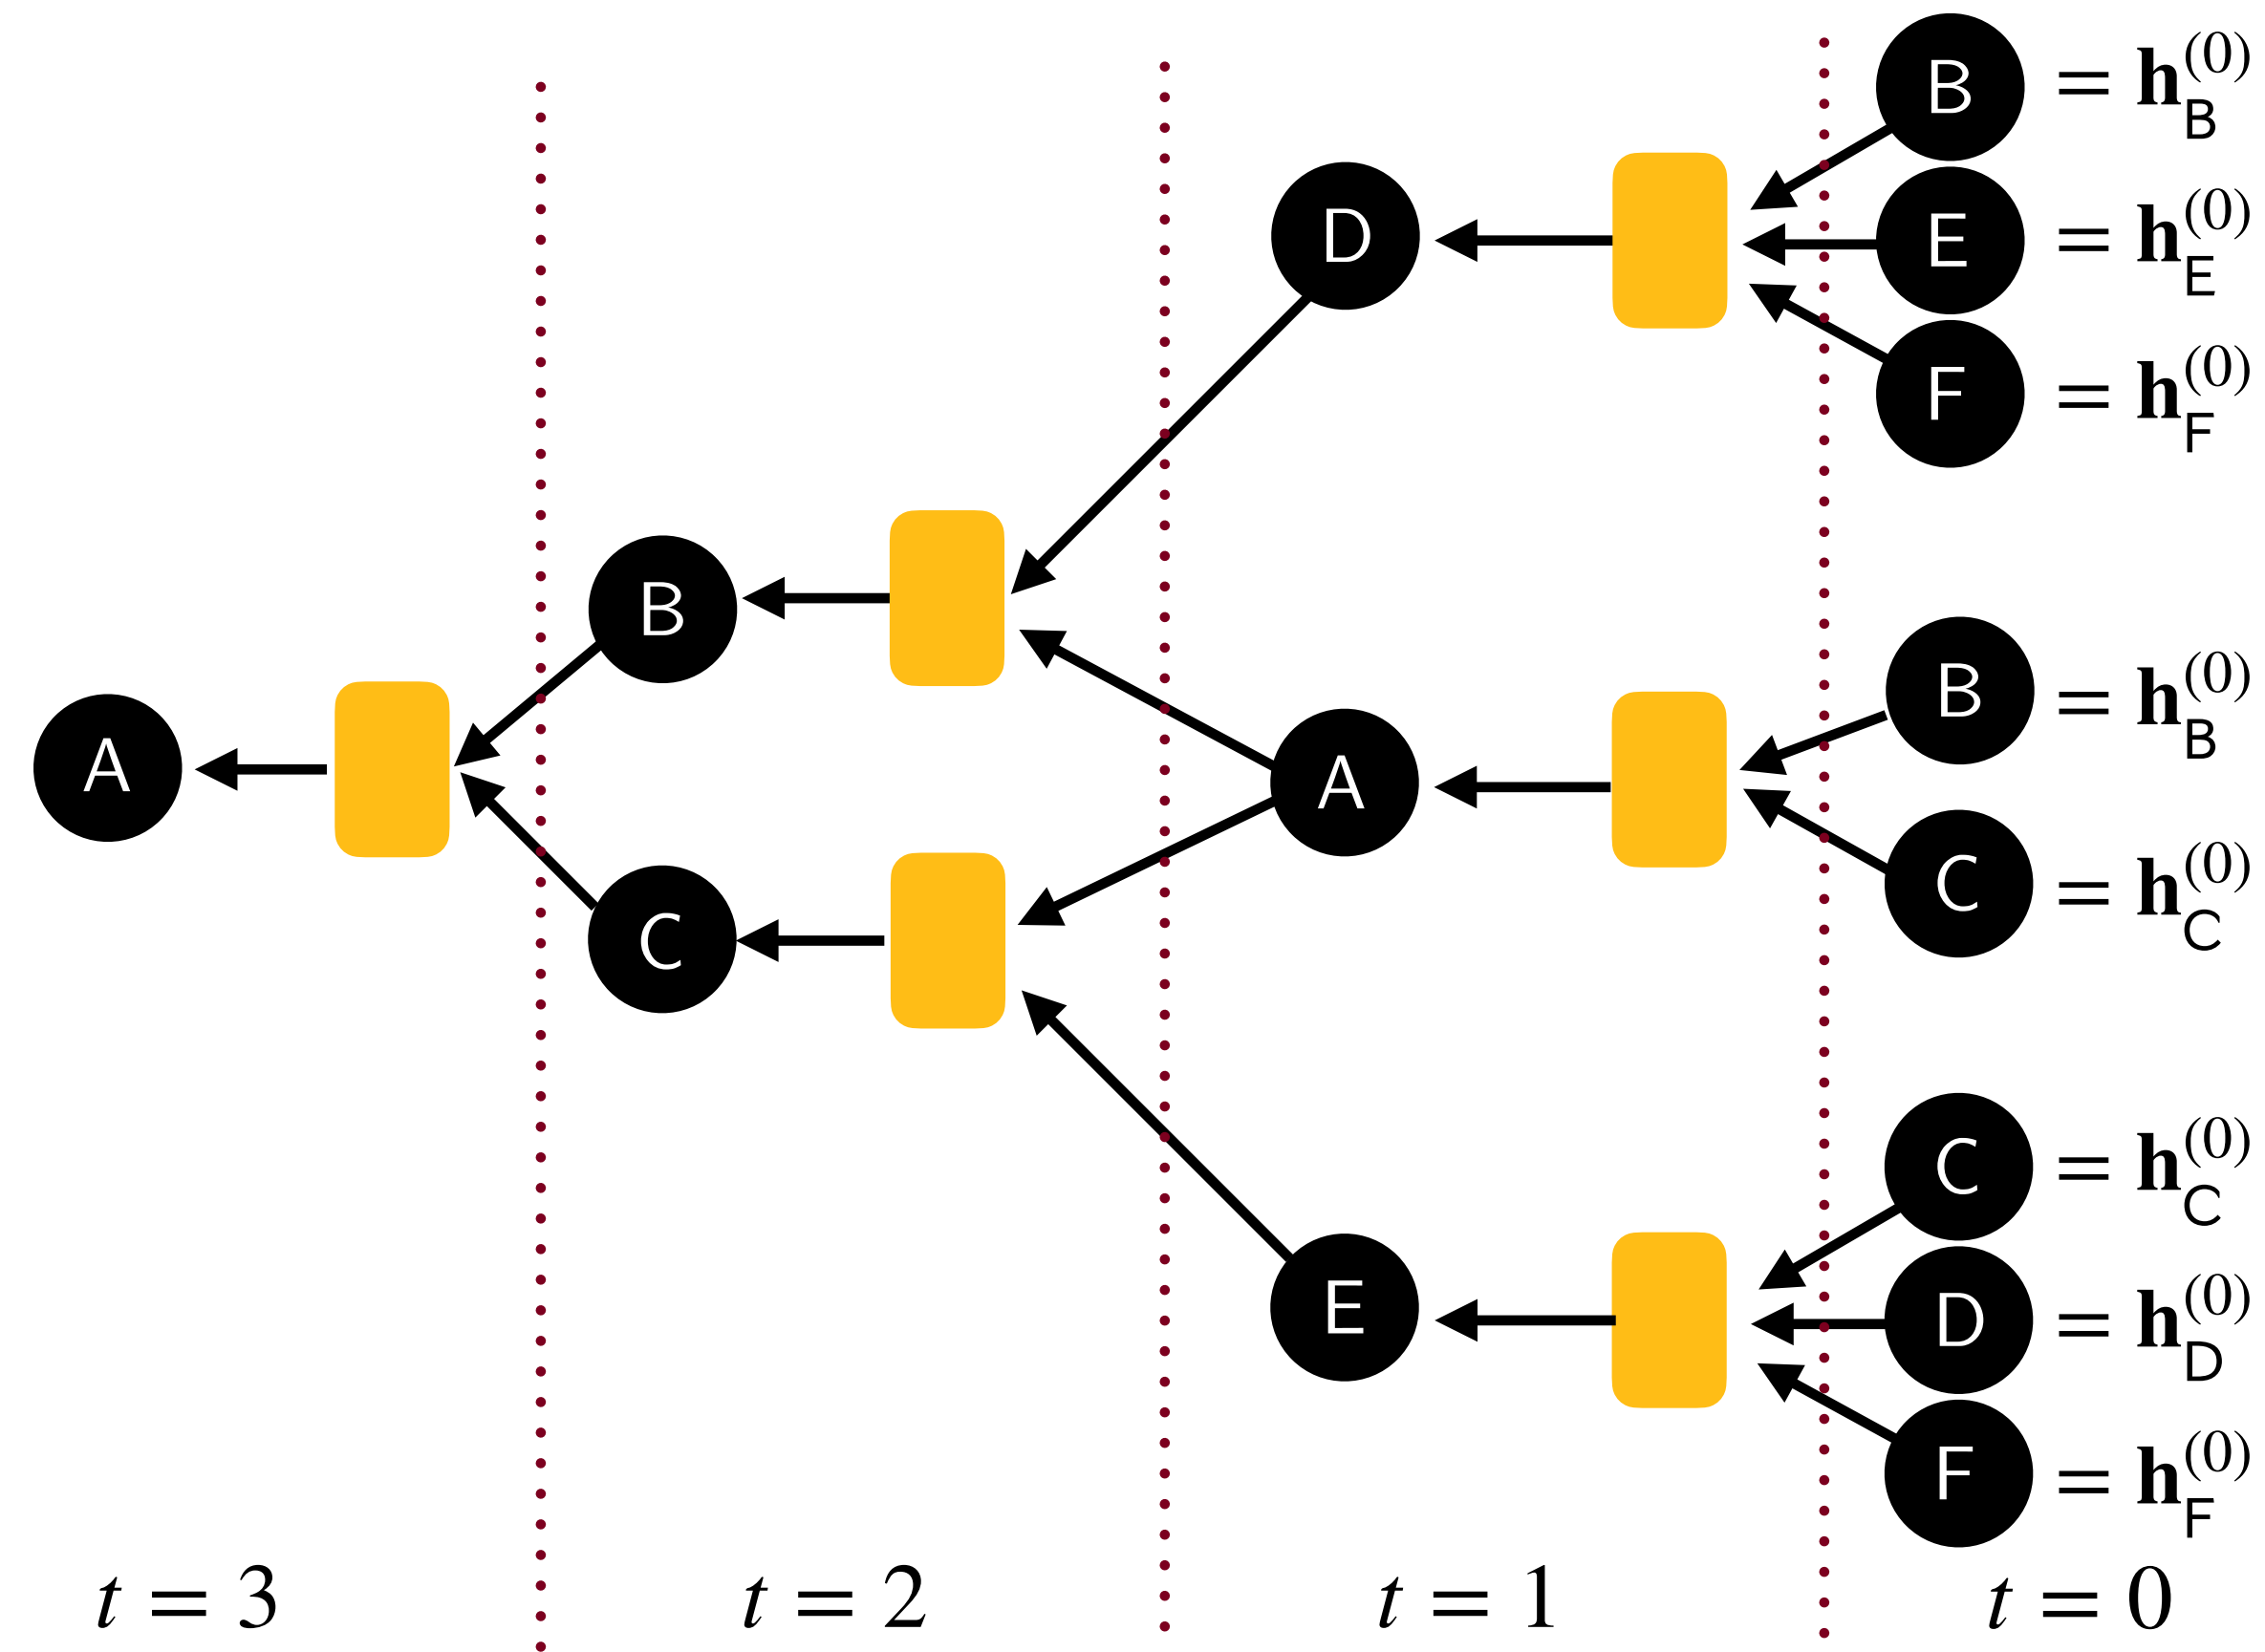 B = h_B^(0)
E = h_E^(0)
D
F = h_F^(0)
B
B = h_B^(0)
A
A
C = h_C^(0)
C
C = h_C^(0)
E
D = h_D^(0)
F = h_F^(0)
t = 3
t = 2
t = 1
t = 0